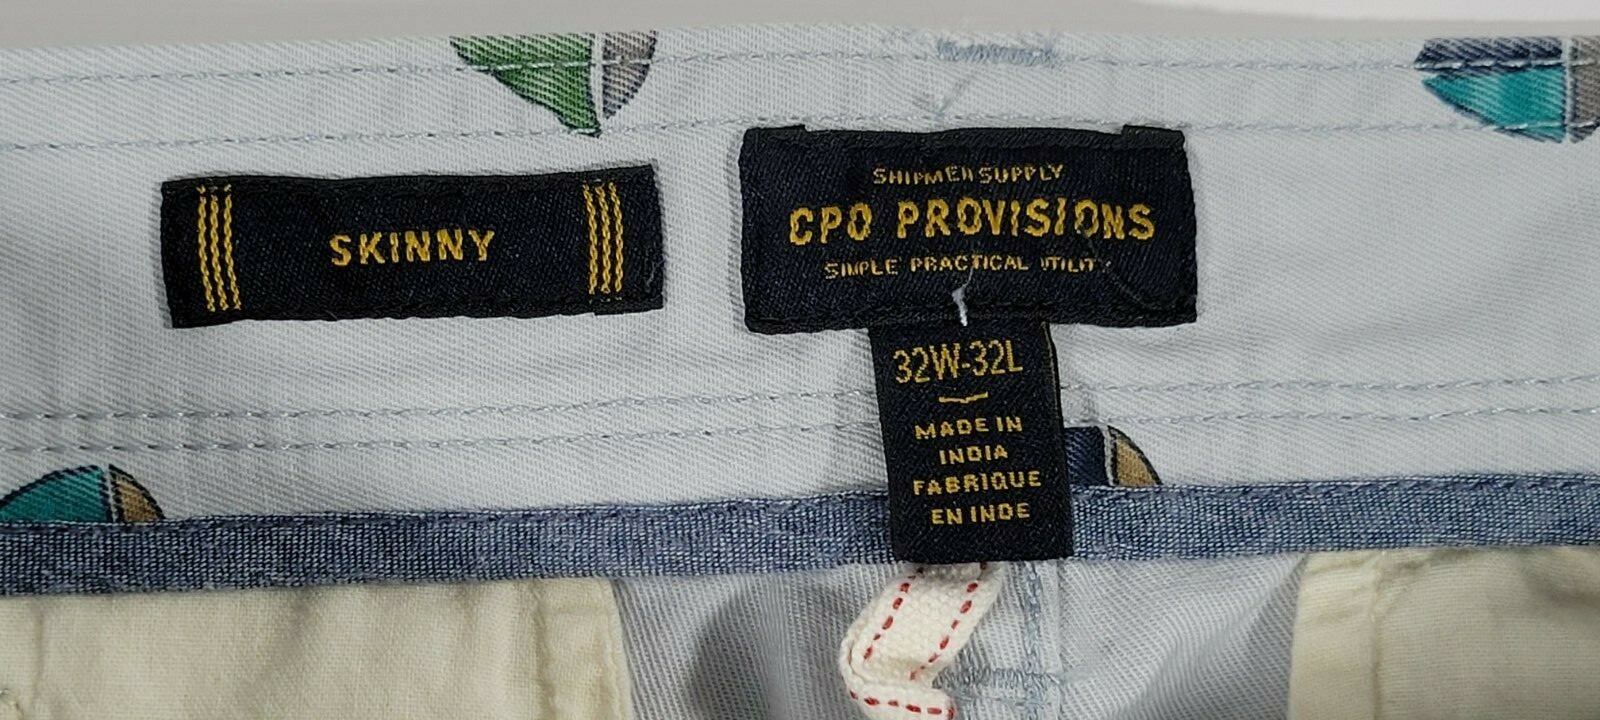 SKINNY
SHIPMEN SUPPLY
CPO PROVISIONS
SIMPLE PRACTICAL UTILITY
32W-32L
MADE IN
INDIA
FABRIQUE
EN INDE